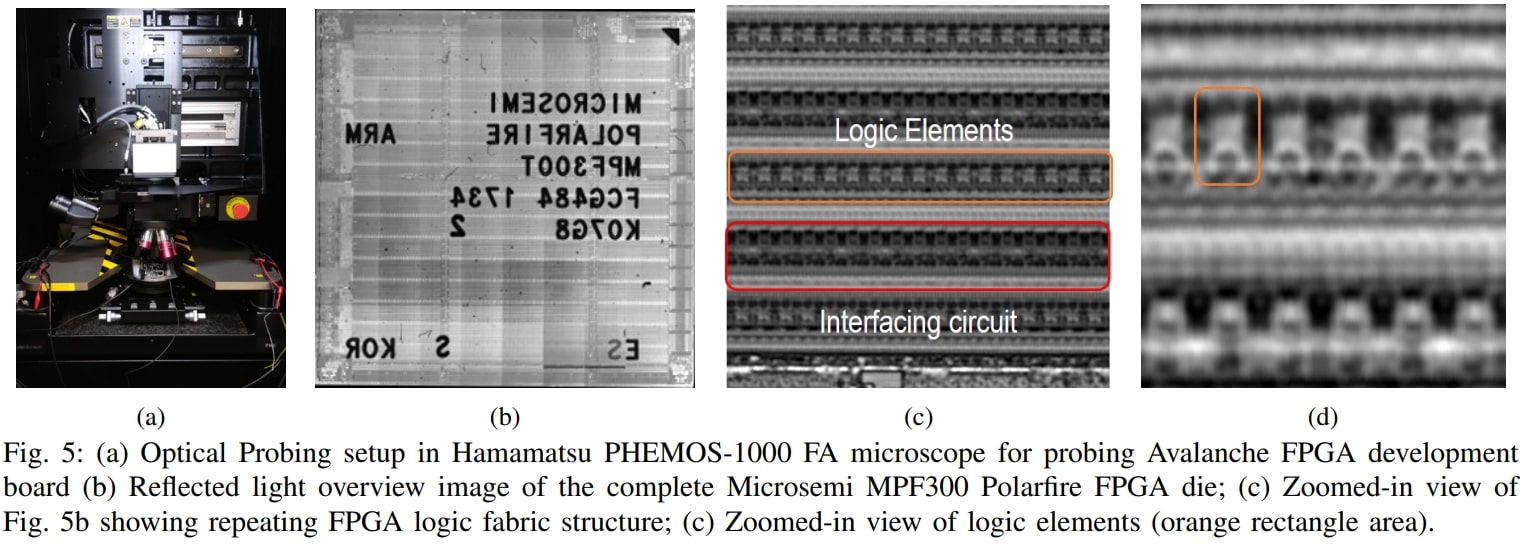 MICROSEMI
ARM POLARFIRE
MPF300T
FCG484 1734
2 K07G8
KOR S ES
Logic Elements
Interfacing circuit
(a) (b) (c) (d)
Fig. 5: (a) Optical Probing setup in Hamamatsu PHEMOS-1000 FA microscope for probing Avalanche FPGA development
board (b) Reflected light overview image of the complete Microsemi MPF300 Polarfire FPGA die; (c) Zoomed-in view of
Fig. 5b showing repeating FPGA logic fabric structure; (c) Zoomed-in view of logic elements (orange rectangle area).